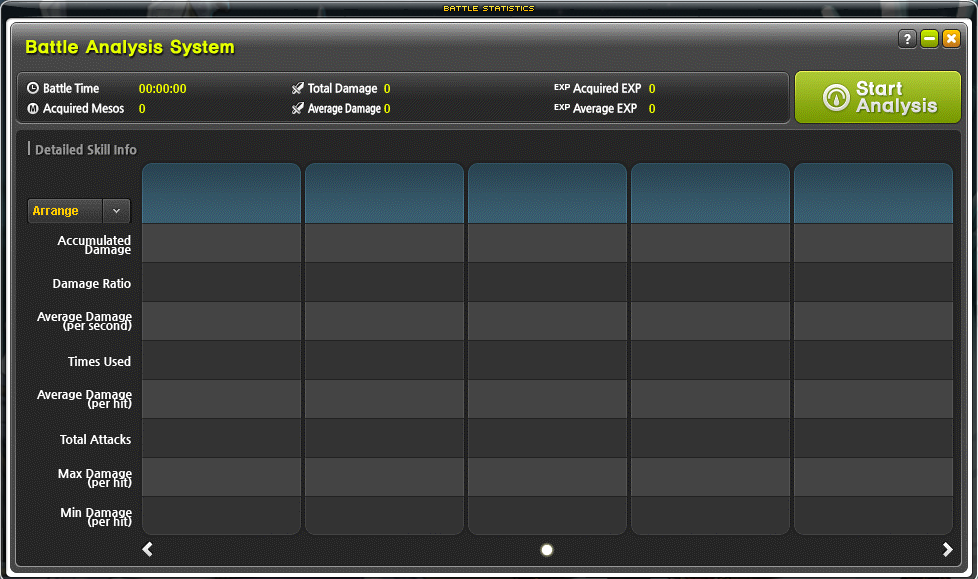 BATTLE STATISTICS
Battle Analysis System
?
Battle Time 00:00:00
Total Damage 0
EXP Acquired EXP 0
M Acquired Mesos 0
Average Damage 0
EXP Average EXP 0
Start
Analysis
Detailed Skill Info
Arrange
Accumulated
Damage
Damage Ratio
Average Damage
(per second)
Times Used
Average Damage
(per hit)
Total Attacks
Max Damage
(per hit)
Min Damage
(per hit)